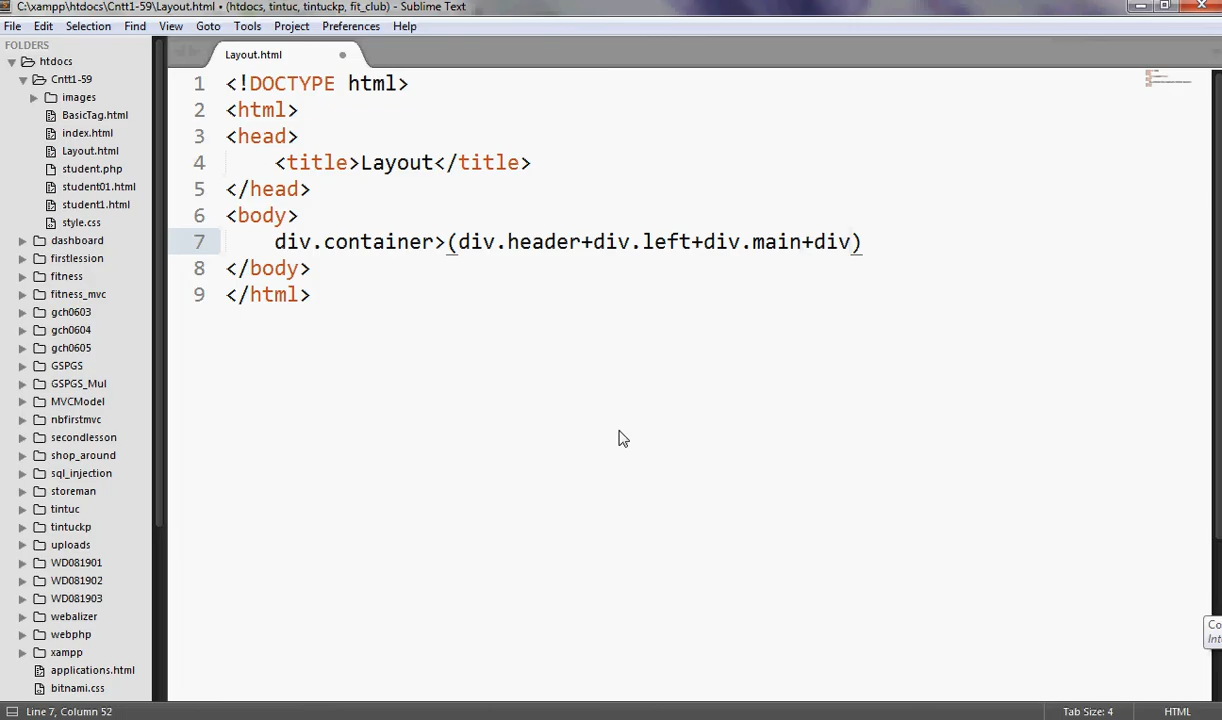 C:\xampp\htdocs\Cntt1-59\Layout.html • (htdocs, tintuc, tintuckp, fit_club) - Sublime Text
File Edit Selection Find View Goto Tools Project Preferences Help
FOLDERS
htdocs
Cntt1-59
images
BasicTag.html
index.html
Layout.html
student.php
student01.html
student1.html
style.css
dashboard
firstlession
fitness
fitness_mvc
gch0603
gch0604
gch0605
GSPGS
GSPGS_Mul
MVCModel
nbfirstmvc
secondlesson
shop_around
sql_injection
storeman
tintuc
tintuckp
uploads
WD081901
WD081902
WD081903
webalizer
webphp
xampp
applications.html
bitnami.css
Layout.html
1 <!DOCTYPE html>
2 <html>
3 <head>
4 <title>Layout</title>
5 </head>
6 <body>
7 div.container>(div.header+div.left+div.main+div)
8 </body>
9 </html>
Co
Int
Line 7, Column 52 Tab Size: 4 HTML